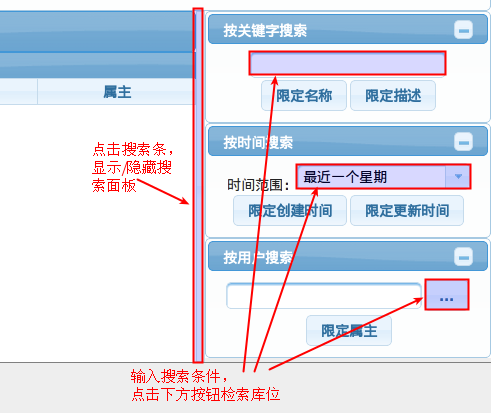 按关键字搜索
限定名称 限定描述
属主
按时间搜索
点击搜索条，
显示/隐藏搜
索面板
时间范围： 最近一个星期
限定创建时间 限定更新时间
按用户搜索
...
限定属主
输入搜索条件，
点击下方按钮检索库位